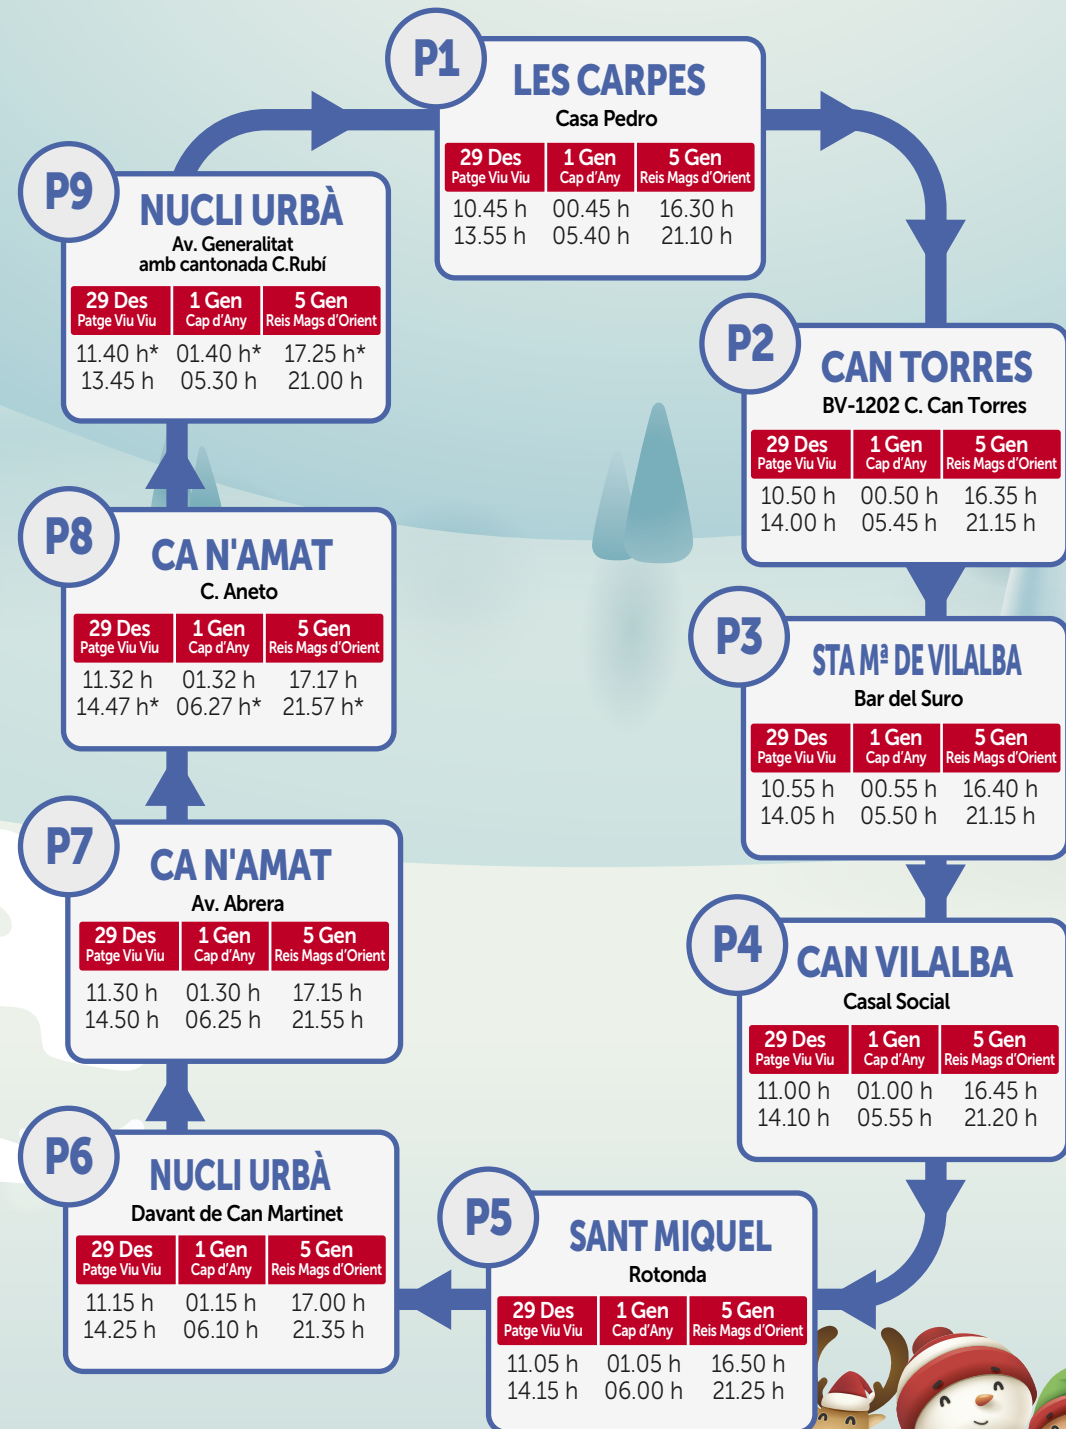 P1
LES CARPES
Casa Pedro
29 Des 1 Gen 5 Gen
Patge Viu Viu Cap d'Any Reis Mags d'Orient
10.45 h 00.45 h 16.30 h
13.55 h 05.40 h 21.10 h
P2
CAN TORRES
BV-1202 C. Can Torres
29 Des 1 Gen 5 Gen
Patge Viu Viu Cap d'Any Reis Mags d'Orient
10.50 h 00.50 h 16.35 h
14.00 h 05.45 h 21.15 h
P3
STA Mª DE VILALBA
Bar del Suro
29 Des 1 Gen 5 Gen
Patge Viu Viu Cap d'Any Reis Mags d'Orient
10.55 h 00.55 h 16.40 h
14.05 h 05.50 h 21.15 h
P4
CAN VILALBA
Casal Social
29 Des 1 Gen 5 Gen
Patge Viu Viu Cap d'Any Reis Mags d'Orient
11.00 h 01.00 h 16.45 h
14.10 h 05.55 h 21.20 h
P5
SANT MIQUEL
Rotonda
29 Des 1 Gen 5 Gen
Patge Viu Viu Cap d'Any Reis Mags d'Orient
11.05 h 01.05 h 16.50 h
14.15 h 06.00 h 21.25 h
P6
NUCLI URBÀ
Davant de Can Martinet
29 Des 1 Gen 5 Gen
Patge Viu Viu Cap d'Any Reis Mags d'Orient
11.15 h 01.15 h 17.00 h
14.25 h 06.10 h 21.35 h
P7
CA N'AMAT
Av. Abrera
29 Des 1 Gen 5 Gen
Patge Viu Viu Cap d'Any Reis Mags d'Orient
11.30 h 01.30 h 17.15 h
14.50 h 06.25 h 21.55 h
P8
CA N'AMAT
C. Aneto
29 Des 1 Gen 5 Gen
Patge Viu Viu Cap d'Any Reis Mags d'Orient
11.32 h 01.32 h 17.17 h
14.47 h* 06.27 h* 21.57 h*
P9
NUCLI URBÀ
Av. Generalitat
amb cantonada C.Rubí
29 Des 1 Gen 5 Gen
Patge Viu Viu Cap d'Any Reis Mags d'Orient
11.40 h* 01.40 h* 17.25 h*
13.45 h 05.30 h 21.00 h